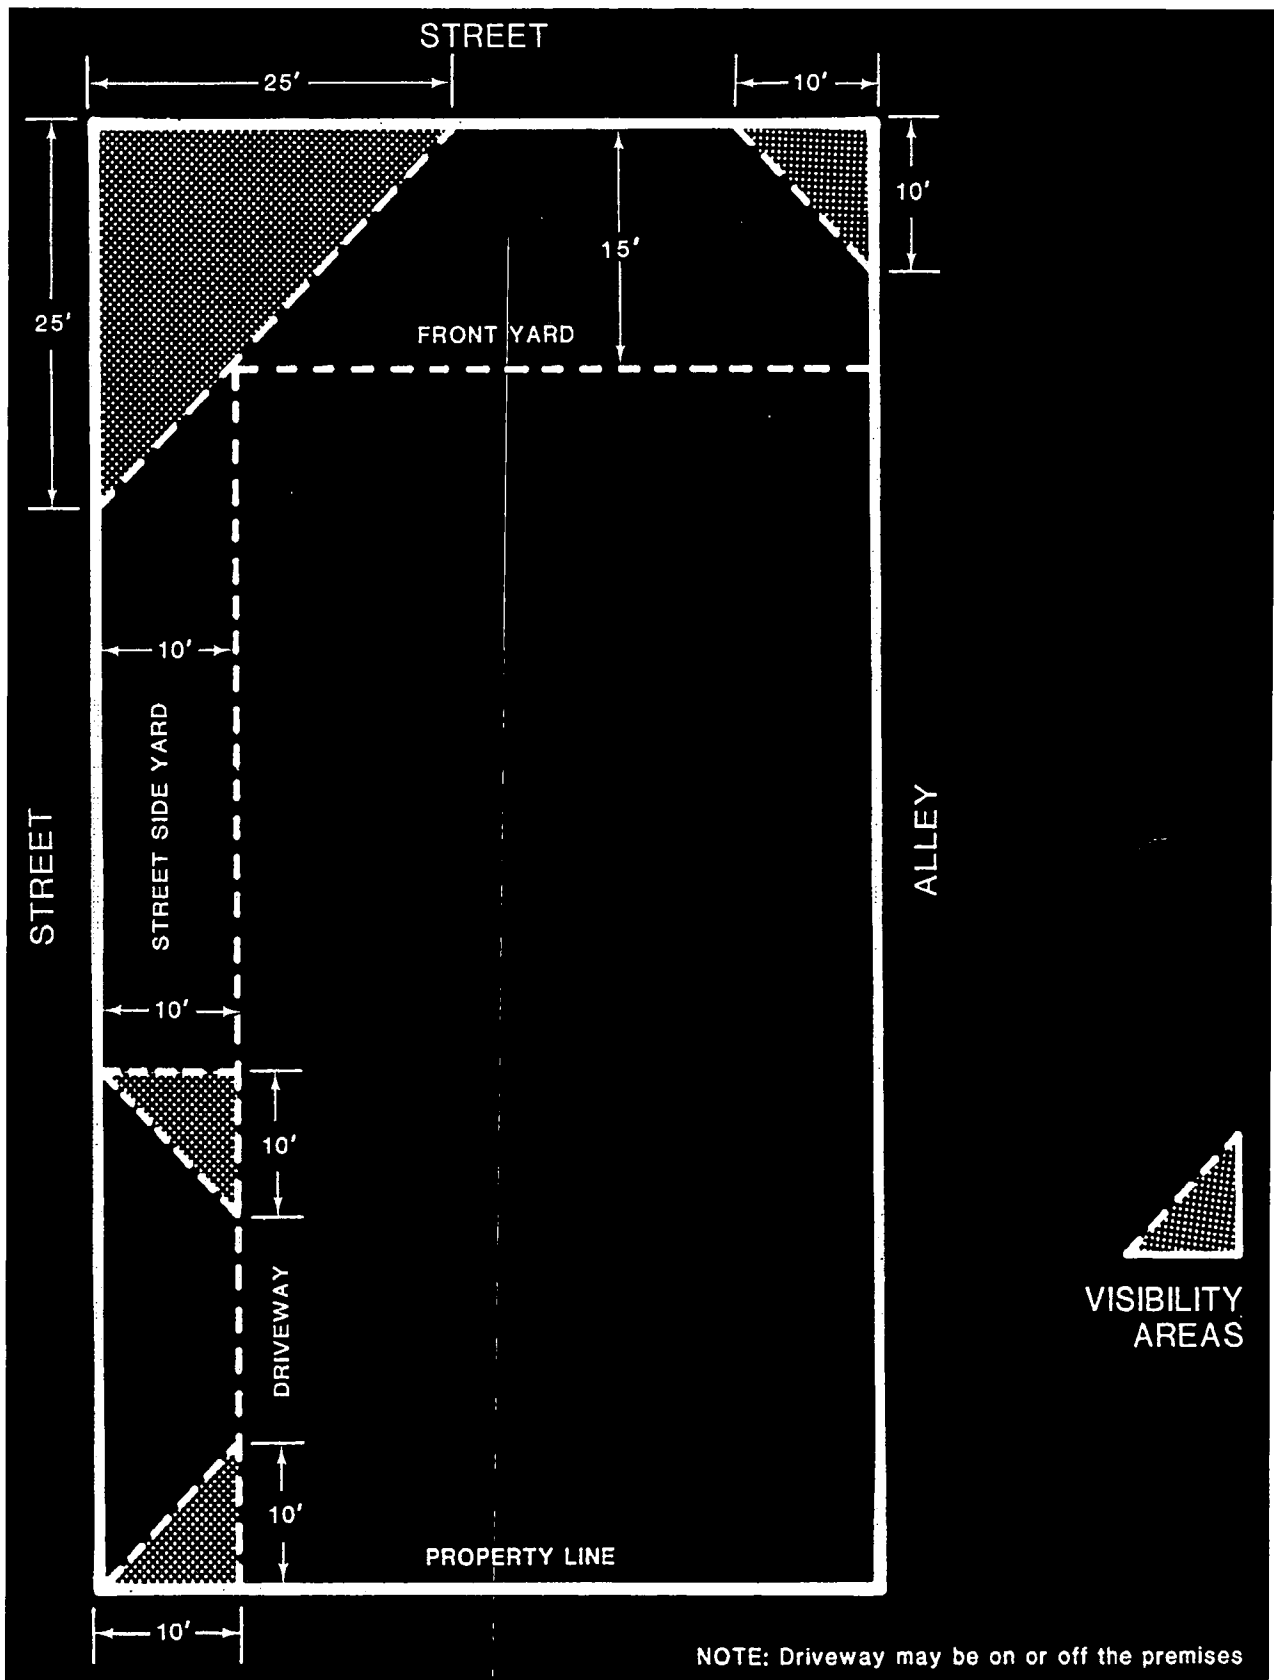 STREET
25'
10'
10'
15'
25'
FRONT YARD
10'
STREET SIDE YARD
STREET
ALLEY
10'
10'
DRIVEWAY
VISIBILITY
AREAS
10'
PROPERTY LINE
10'
NOTE: Driveway may be on or off the premises